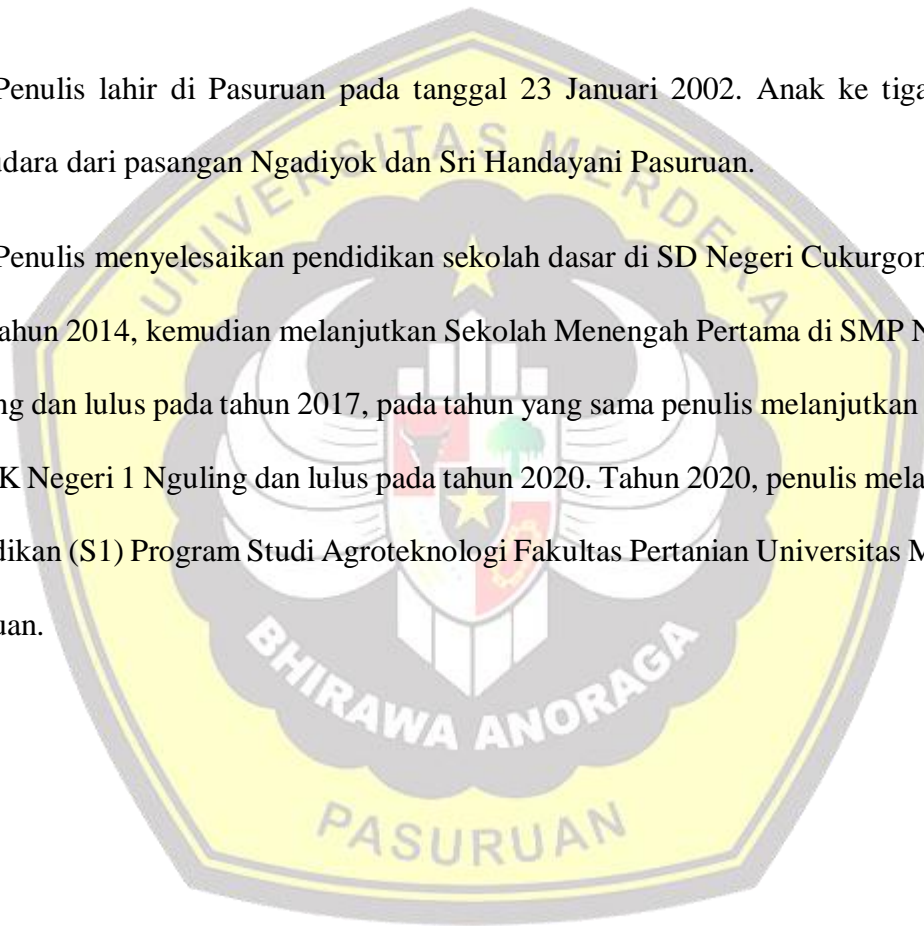 Penulis lahir di Pasuruan pada tanggal 23 Januari 2002. Anak ke tiga
udara dari pasangan Ngadiyok dan Sri Handayani Pasuruan.
Penulis menyelesaikan pendidikan sekolah dasar di SD Negeri Cukurgon
ahun 2014, kemudian melanjutkan Sekolah Menengah Pertama di SMP N
ng dan lulus pada tahun 2017, pada tahun yang sama penulis melanjutkan
K Negeri 1 Nguling dan lulus pada tahun 2020. Tahun 2020, penulis mela
dikan (S1) Program Studi Agroteknologi Fakultas Pertanian Universitas M
uan.
UNIVERSITAS MERDEKA
BHIRAWA ANORAGA
PASURUAN